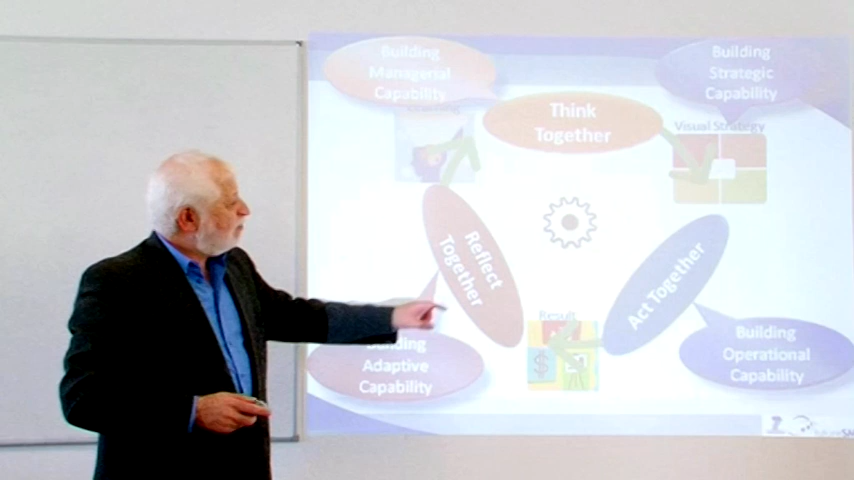 Building
Managerial
Capability
Building
Strategic
Capability
Think
Together
Visual Strategy
Reflect
Together
Act Together
Result
Building
Adaptive
Capability
Building
Operational
Capability
$